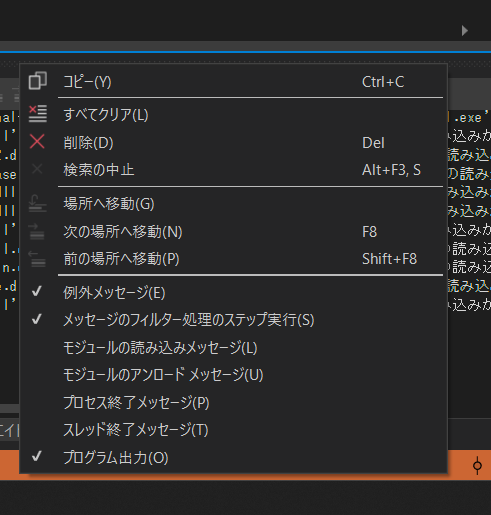 コピー(Y) Ctrl+C
すべてクリア(L)
削除(D) Del
検索の中止 Alt+F3, S
場所へ移動(G)
次の場所へ移動(N) F8
前の場所へ移動(P) Shift+F8
例外メッセージ(E)
メッセージのフィルター処理のステップ実行(S)
モジュールの読み込みメッセージ(L)
モジュールのアンロード メッセージ(U)
プロセス終了メッセージ(P)
スレッド終了メッセージ(T)
プログラム出力(O)